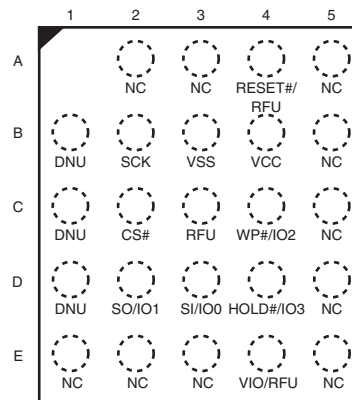 1 2 3 4 5
A
NC NC RESET#/ NC
RFU
B
DNU SCK VSS VCC NC
C
DNU CS# RFU WP#/IO2 NC
D
DNU SO/IO1 SI/IO0 HOLD#/IO3 NC
E
NC NC NC VIO/RFU NC